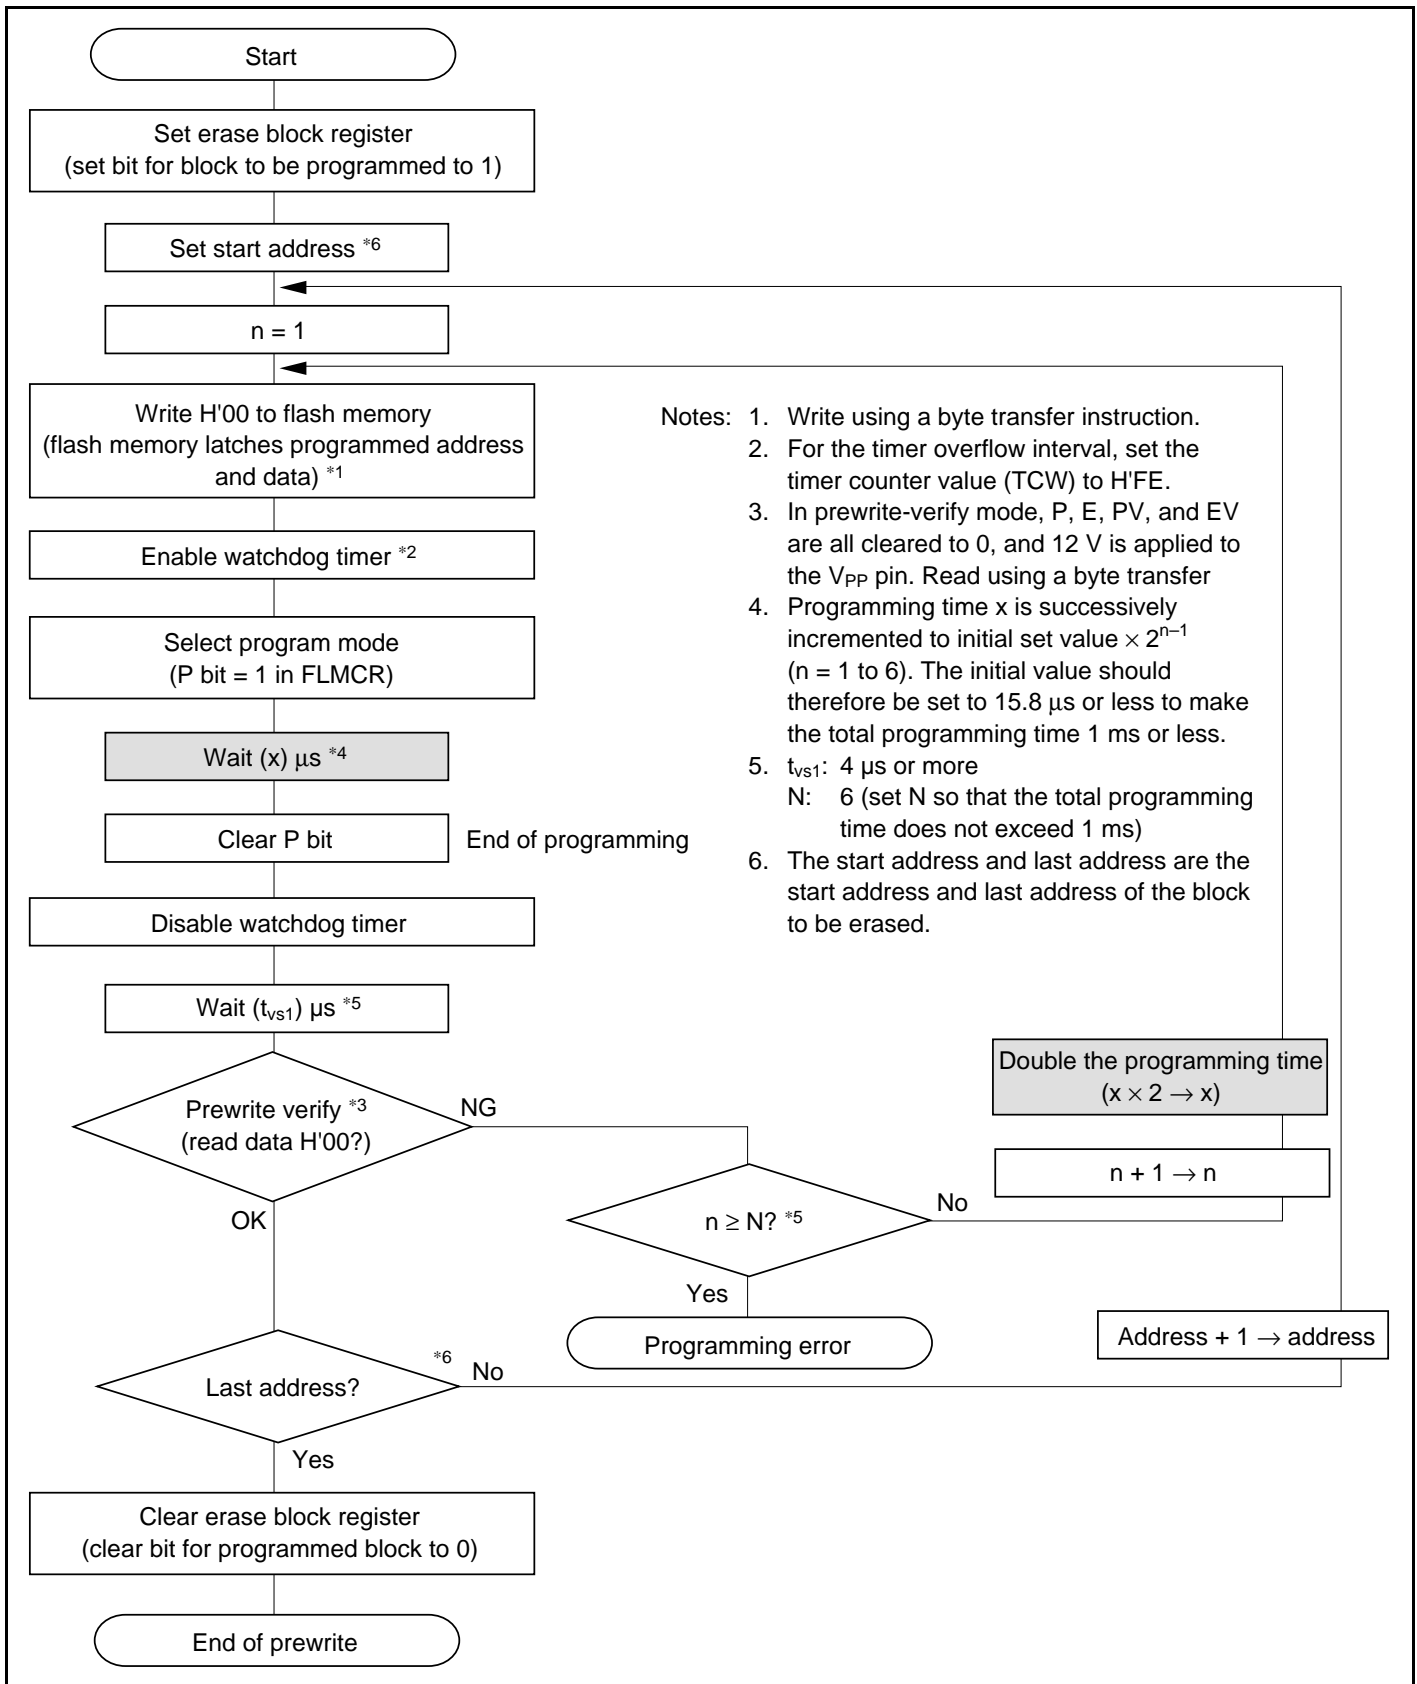 Start
Set erase block register
(set bit for block to be programmed to 1)
Set start address *6
n = 1
Write H'00 to flash memory
(flash memory latches programmed address
and data) *1
Enable watchdog timer *2
Select program mode
(P bit = 1 in FLMCR)
Wait (x) μs *4
Clear P bit
End of programming
Disable watchdog timer
Wait (tvs1) μs *5
Prewrite verify *3
(read data H'00?)
NG
OK
n ≥ N? *5
No
Yes
Programming error
Double the programming time
(x × 2 → x)
n + 1 → n
Address + 1 → address
*6
Last address?
No
Yes
Clear erase block register
(clear bit for programmed block to 0)
End of prewrite
Notes: 1. Write using a byte transfer instruction.
2. For the timer overflow interval, set the
timer counter value (TCW) to H'FE.
3. In prewrite-verify mode, P, E, PV, and EV
are all cleared to 0, and 12 V is applied to
the VPP pin. Read using a byte transfer
4. Programming time x is successively
incremented to initial set value × 2n–1
(n = 1 to 6). The initial value should
therefore be set to 15.8 μs or less to make
the total programming time 1 ms or less.
5. tvs1: 4 μs or more
N: 6 (set N so that the total programming
time does not exceed 1 ms)
6. The start address and last address are the
start address and last address of the block
to be erased.